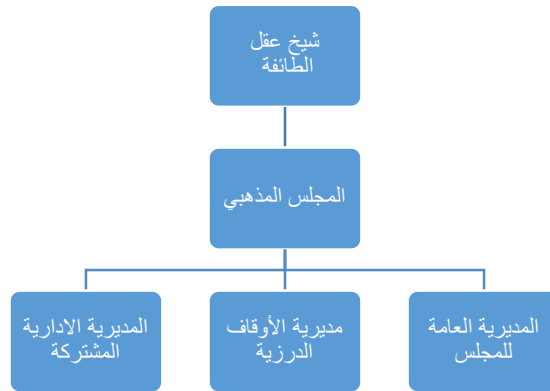 شيخ عقل
الطائفة
المجلس المذهبي
المديرية العامة
للمجلس
مديرية الأوقاف
الدرزية
المديرية الادارية
المشتركة